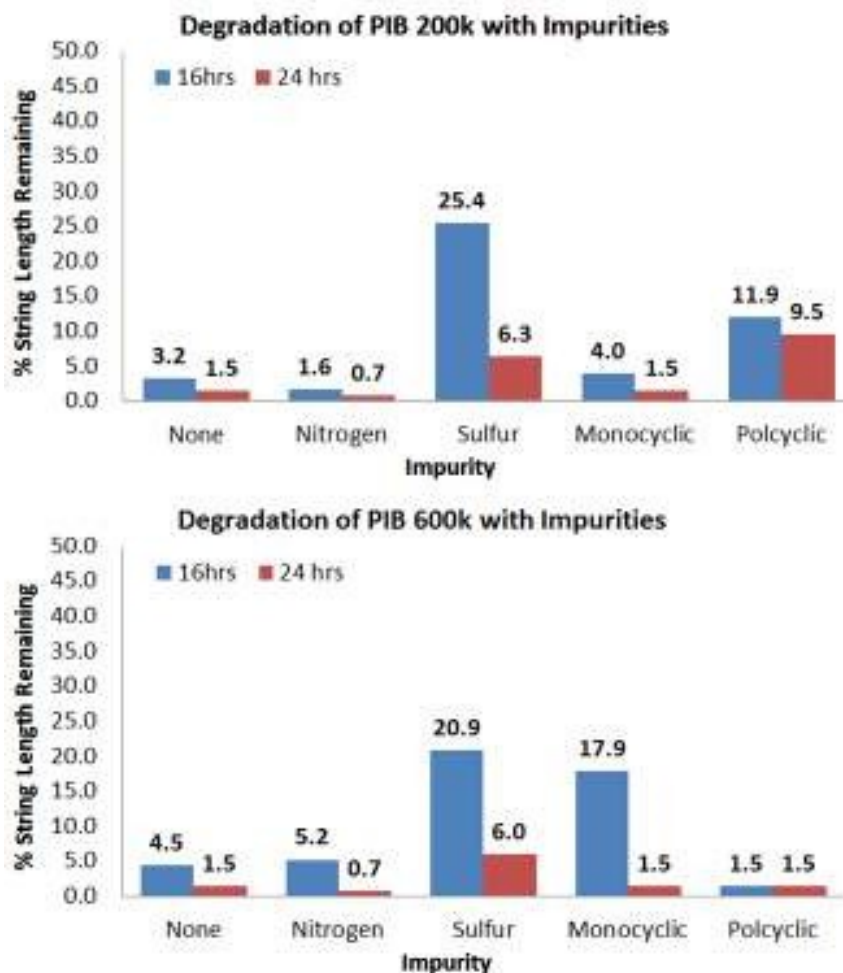 Degradation of PIB 200k with Impurities
% String Length Remaining
50.0
45.0
40.0
35.0
30.0
25.0
20.0
15.0
10.0
5.0
0.0
16hrs 24 hrs
3.2 1.5 1.6 0.7 25.4 6.3 4.0 1.5 11.9 9.5
None Nitrogen Sulfur Monocyclic Polcyclic
Impurity
Degradation of PIB 600k with Impurities
% String Length Remaining
50.0
45.0
40.0
35.0
30.0
25.0
20.0
15.0
10.0
5.0
0.0
16hrs 24 hrs
4.5 1.5 5.2 0.7 20.9 6.0 17.9 1.5 1.5 1.5
None Nitrogen Sulfur Monocyclic Polcyclic
Impurity